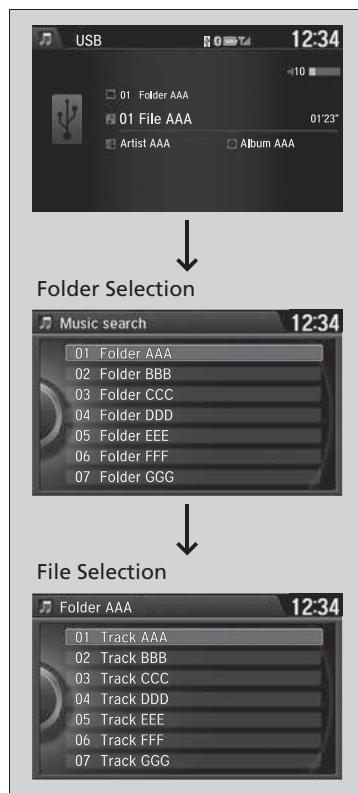 USB 12:34
10
01 Folder AAA
01 File AAA 01'23"
Artist AAA Album AAA
Folder Selection
Music search 12:34
01 Folder AAA
02 Folder BBB
03 Folder CCC
04 Folder DDD
05 Folder EEE
06 Folder FFF
07 Folder GGG
File Selection
Folder AAA 12:34
01 Track AAA
02 Track BBB
03 Track CCC
04 Track DDD
05 Track EEE
06 Track FFF
07 Track GGG